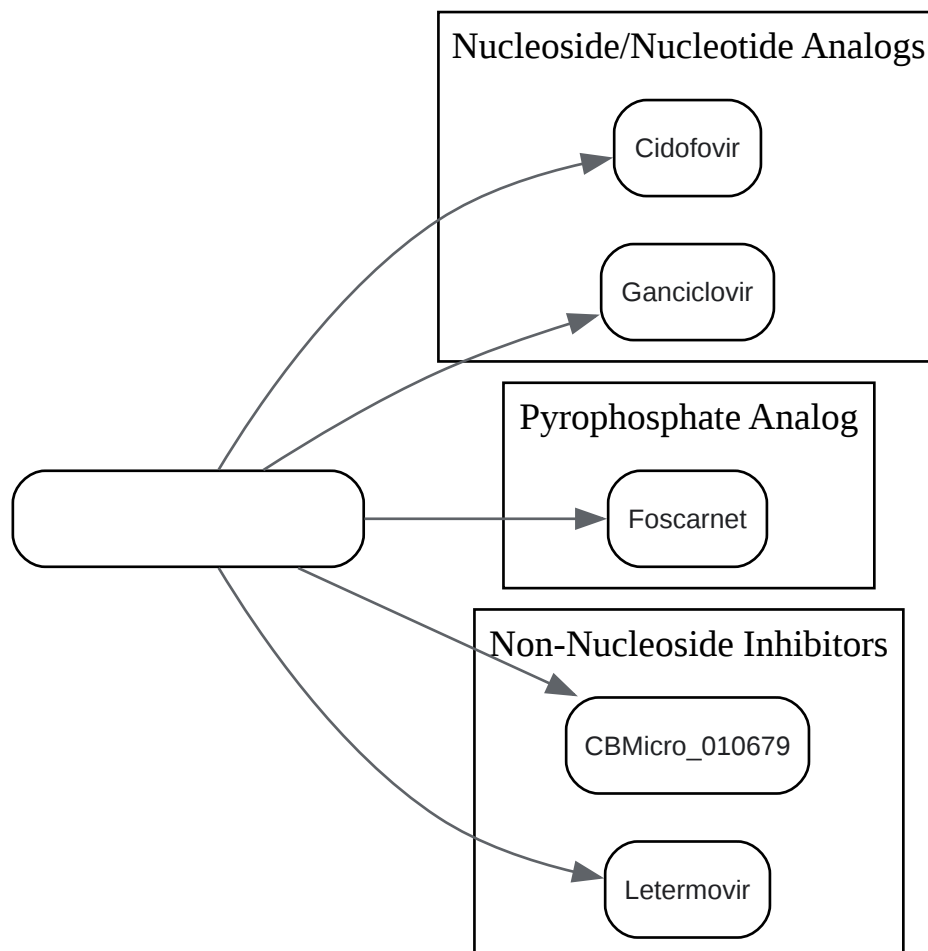 Nucleoside/Nucleotide Analogs
Cidofovir
Ganciclovir
Pyrophosphate Analog
Foscarnet
Non-Nucleoside Inhibitors
CBMicro_010679
Letermovir